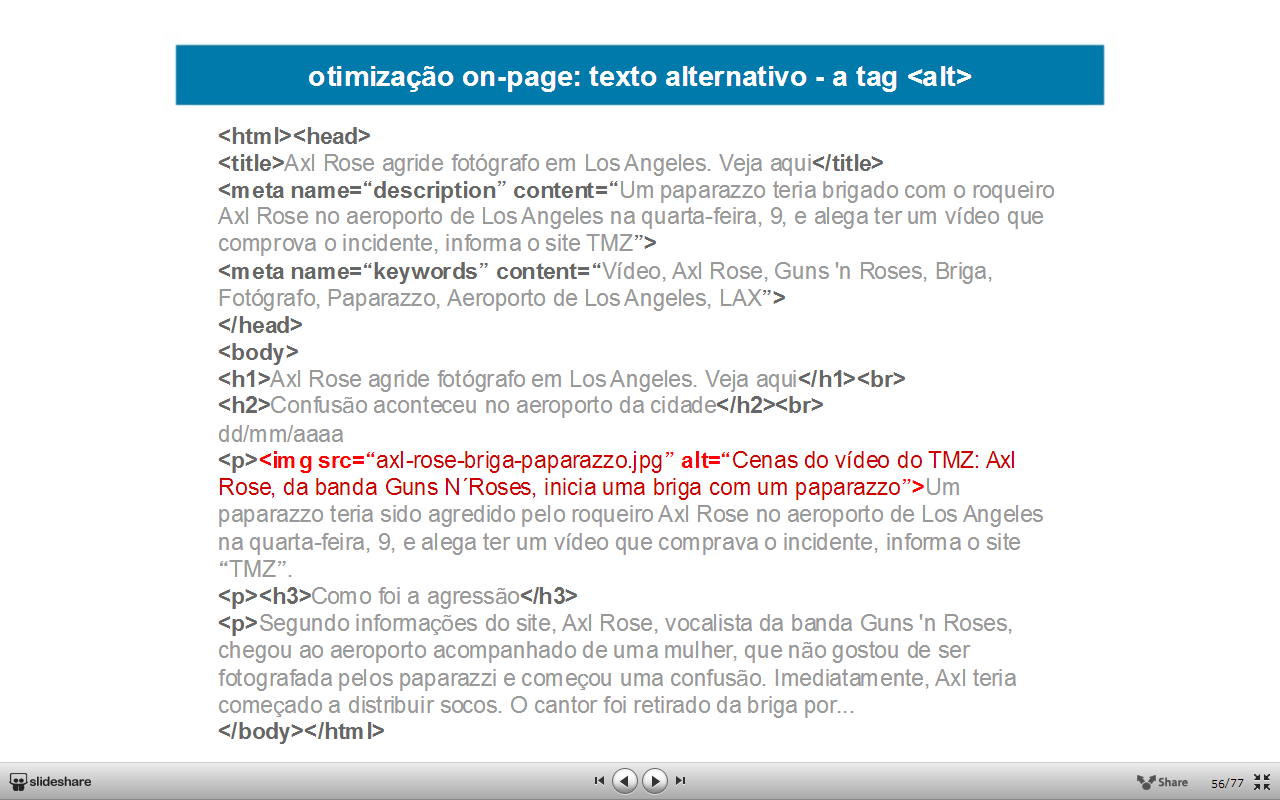 otimização on-page: texto alternativo - a tag <alt>
<html><head>
<title>Axl Rose agride fotógrafo em Los Angeles. Veja aqui</title>
<meta name=“description” content=“Um paparazzo teria brigado com o roqueiro
Axl Rose no aeroporto de Los Angeles na quarta-feira, 9, e alega ter um vídeo que
comprova o incidente, informa o site TMZ”>
<meta name=“keywords” content=“Vídeo, Axl Rose, Guns 'n Roses, Briga,
Fotógrafo, Paparazzo, Aeroporto de Los Angeles, LAX”>
</head>
<body>
<h1>Axl Rose agride fotógrafo em Los Angeles. Veja aqui</h1><br>
<h2>Confusão aconteceu no aeroporto da cidade</h2><br>
dd/mm/aaaa
<p><img src=“axl-rose-briga-paparazzo.jpg” alt=“Cenas do vídeo do TMZ: Axl
Rose, da banda Guns N´Roses, inicia uma briga com um paparazzo”>Um
paparazzo teria sido agredido pelo roqueiro Axl Rose no aeroporto de Los Angeles
na quarta-feira, 9, e alega ter um vídeo que comprava o incidente, informa o site
“TMZ”.
<p><h3>Como foi a agressão</h3>
<p>Segundo informações do site, Axl Rose, vocalista da banda Guns 'n Roses,
chegou ao aeroporto acompanhado de uma mulher, que não gostou de ser
fotografada pelos paparazzi e começou uma confusão. Imediatamente, Axl teria
começado a distribuir socos. O cantor foi retirado da briga por...
</body></html>
slideshare
Share
56/77